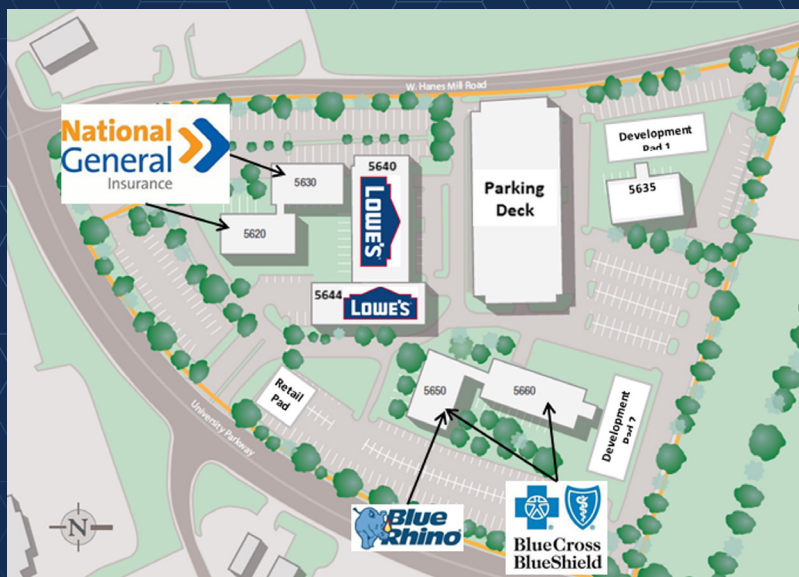 W. Hanes Mill Road
National
General
Insurance
5630
5620
5640
LOWE'S
5644
LOWE'S
Parking
Deck
Development
Pad 1
5635
Retail
Pad
5650
5660
Development
Pad 2
University Parkway
N
Blue
Rhino
BlueCross
BlueShield